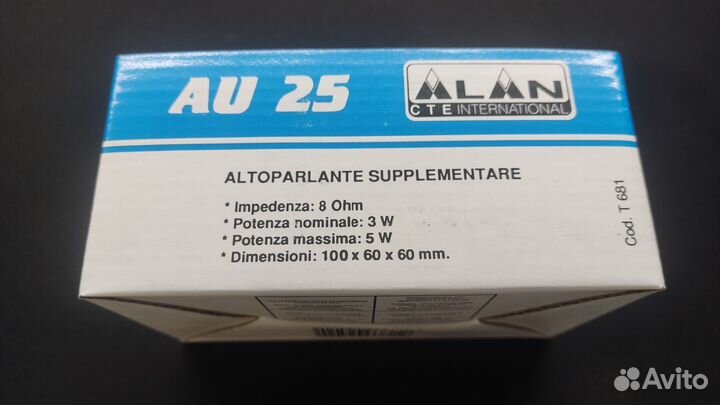 AU 25
ALAN
CTE INTERNATIONAL
ALTOPARLANTE SUPPLEMENTARE
* Impedenza: 8 Ohm
* Potenza nominale: 3 W
* Potenza massima: 5 W
* Dimensioni: 100 x 60 x 60 mm.
Cod. T 681
Avito